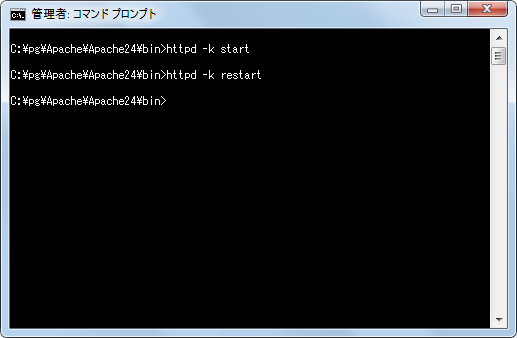 管理者: コマンド プロンプト
C:¥pg¥Apache¥Apache24¥bin>httpd -k start
C:¥pg¥Apache¥Apache24¥bin>httpd -k restart
C:¥pg¥Apache¥Apache24¥bin>